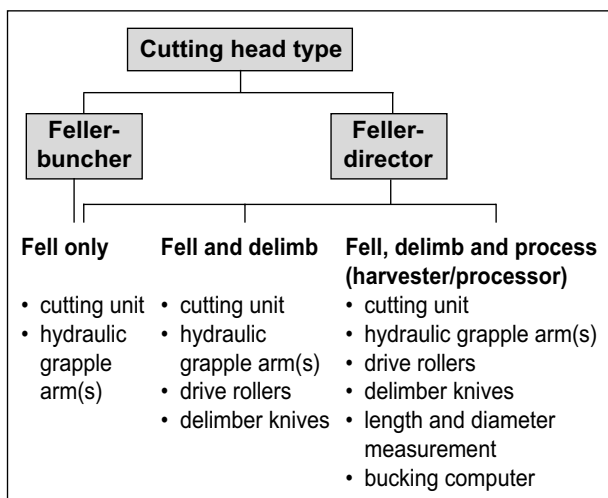 Cutting head type
Feller-
buncher
Feller-
director
Fell only
• cutting unit
• hydraulic
grapple
arm(s)
Fell and delimb
• cutting unit
• hydraulic
grapple arm(s)
• drive rollers
• delimber knives
Fell, delimb and process
(harvester/processor)
• cutting unit
• hydraulic grapple arm(s)
• drive rollers
• delimber knives
• length and diameter
measurement
• bucking computer